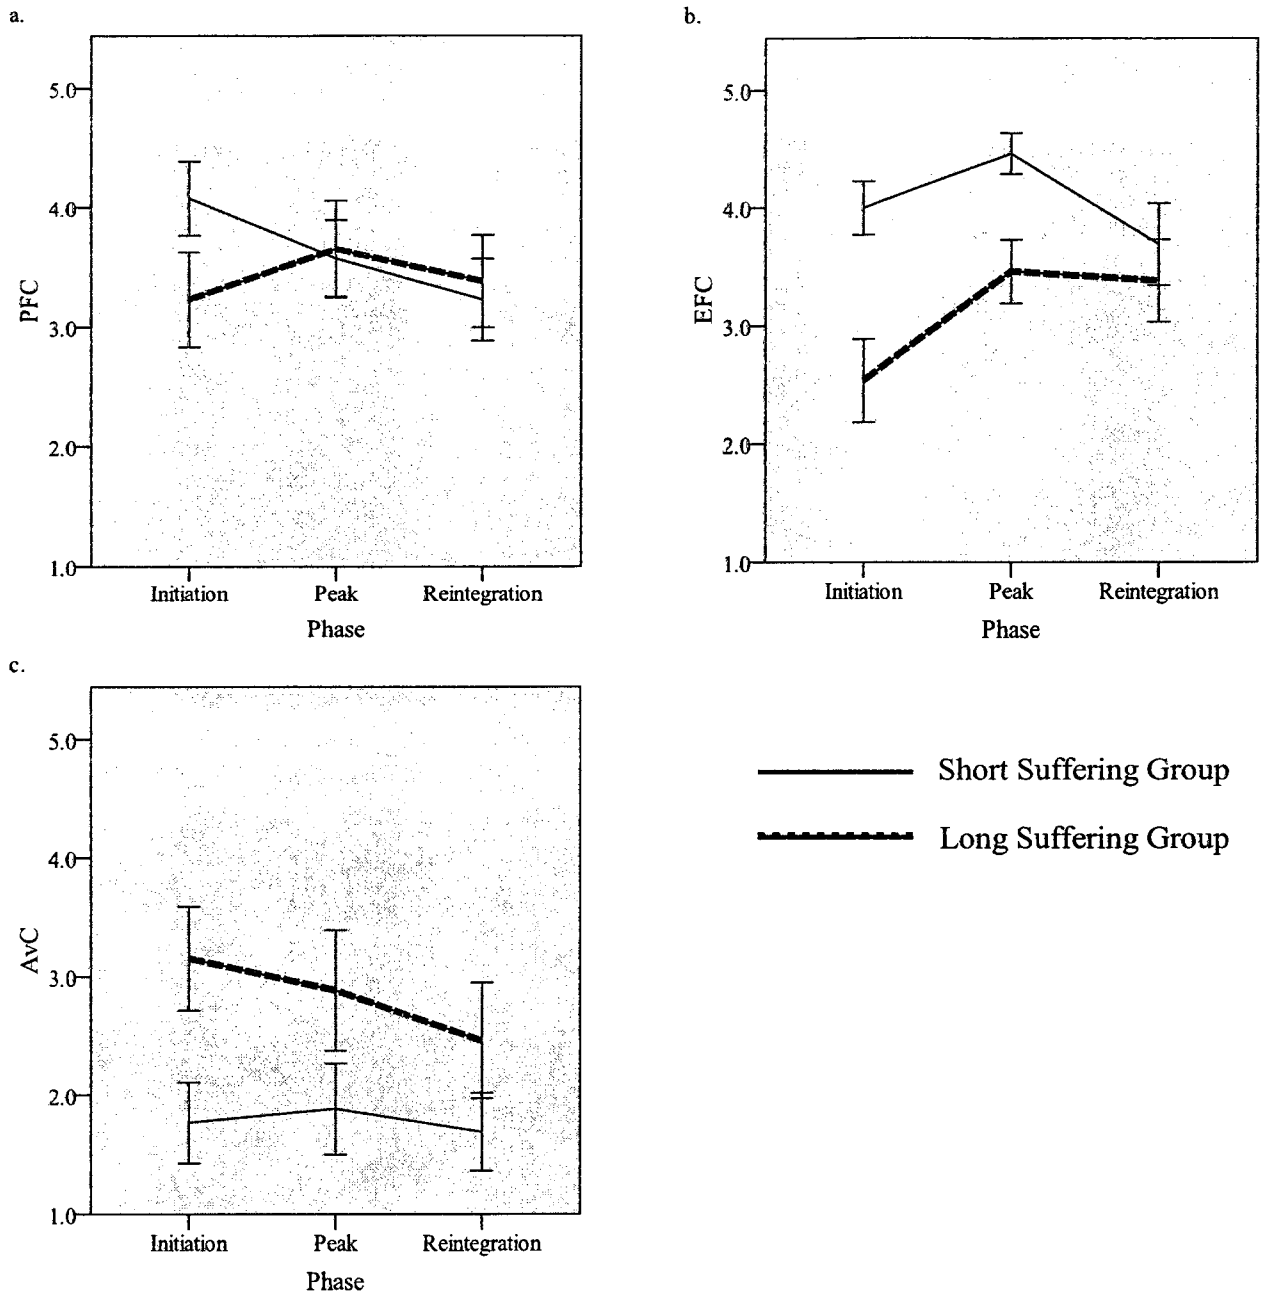 a.
5.0
4.0
3.0
2.0
1.0
PFC
Initiation Peak Reintegration
Phase
b.
5.0
4.0
3.0
2.0
1.0
EFC
Initiation Peak Reintegration
Phase
c.
5.0
4.0
3.0
2.0
1.0
AvC
Initiation Peak Reintegration
Phase
Short Suffering Group
Long Suffering Group